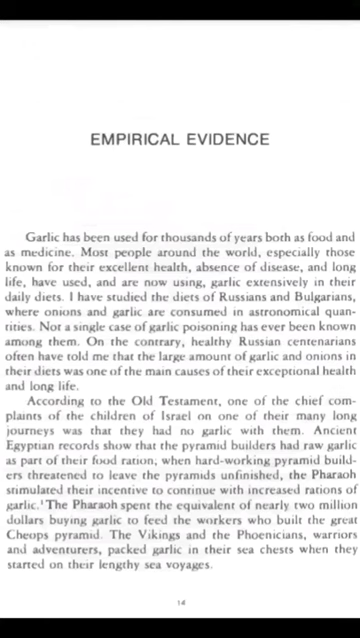 EMPIRICAL EVIDENCE
Garlic has been used for thousands of years both as food and
as medicine. Most people around the world, especially those
known for their excellent health, absence of disease, and long
life, have used, and are now using, garlic extensively in their
daily diets. I have studied the diets of Russians and Bulgarians,
where onions and garlic are consumed in astronomical quan-
tities. Not a single case of garlic poisoning has ever been known
among them. On the contrary, healthy Russian centenarians
often have told me that the large amount of garlic and onions in
their diets was one of the main causes of their exceptional health
and long life.
According to the Old Testament, one of the chief com-
plaints of the children of Israel on one of their many long
journeys was that they had no garlic with them. Ancient
Egyptian records show that the pyramid builders had raw garlic
as part of their food ration; when hard-working pyramid build-
ers threatened to leave the pyramids unfinished, the Pharaoh
stimulated their incentive to continue with increased rations of
garlic.¹ The Pharaoh spent the equivalent of nearly two million
dollars buying garlic to feed the workers who built the great
Cheops pyramid. The Vikings and the Phoenicians, warriors
and adventurers, packed garlic in their sea chests when they
started on their lengthy sea voyages.
14